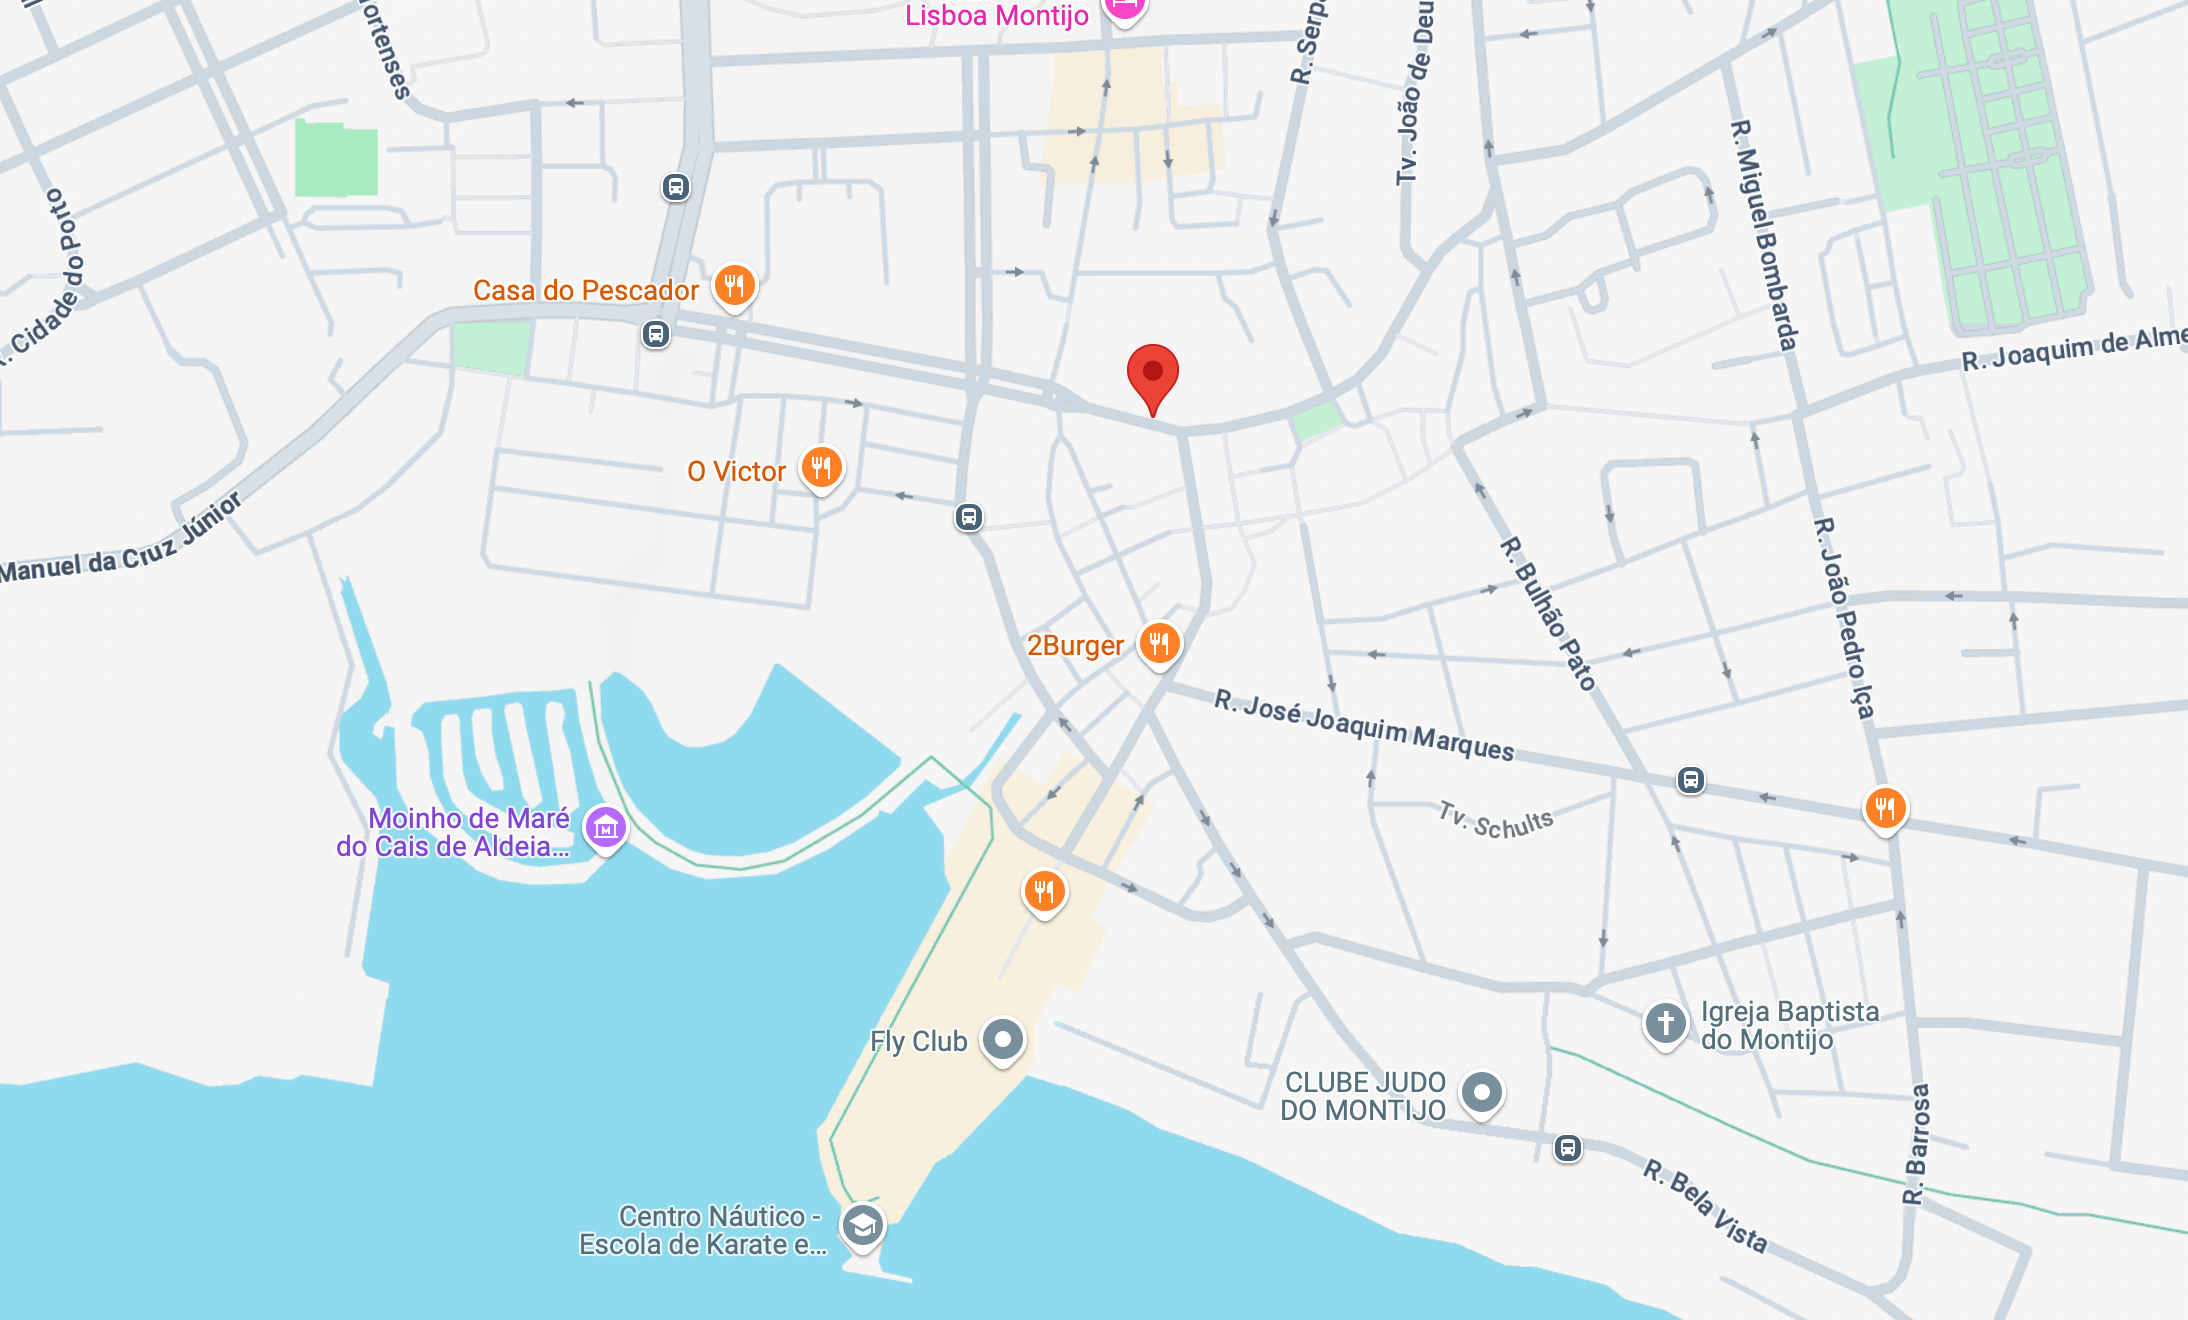 Lisboa Montijo
ortenses
R. Serpa
Tv. João de Deu
R. Miguel Bombarda
Cidade do Porto
Casa do Pescador
R. Joaquim de Alme
O Victor
Manuel da Cruz Júnior
R. Bulhão Pato
R. João Pedro Iça
2Burger
R. José Joaquim Marques
Moinho de Maré
do Cais de Aldeia...
Tv. Schults
Igreja Baptista
do Montijo
Fly Club
CLUBE JUDO
DO MONTIJO
R. Barrosa
R. Bela Vista
Centro Náutico -
Escola de Karate e...